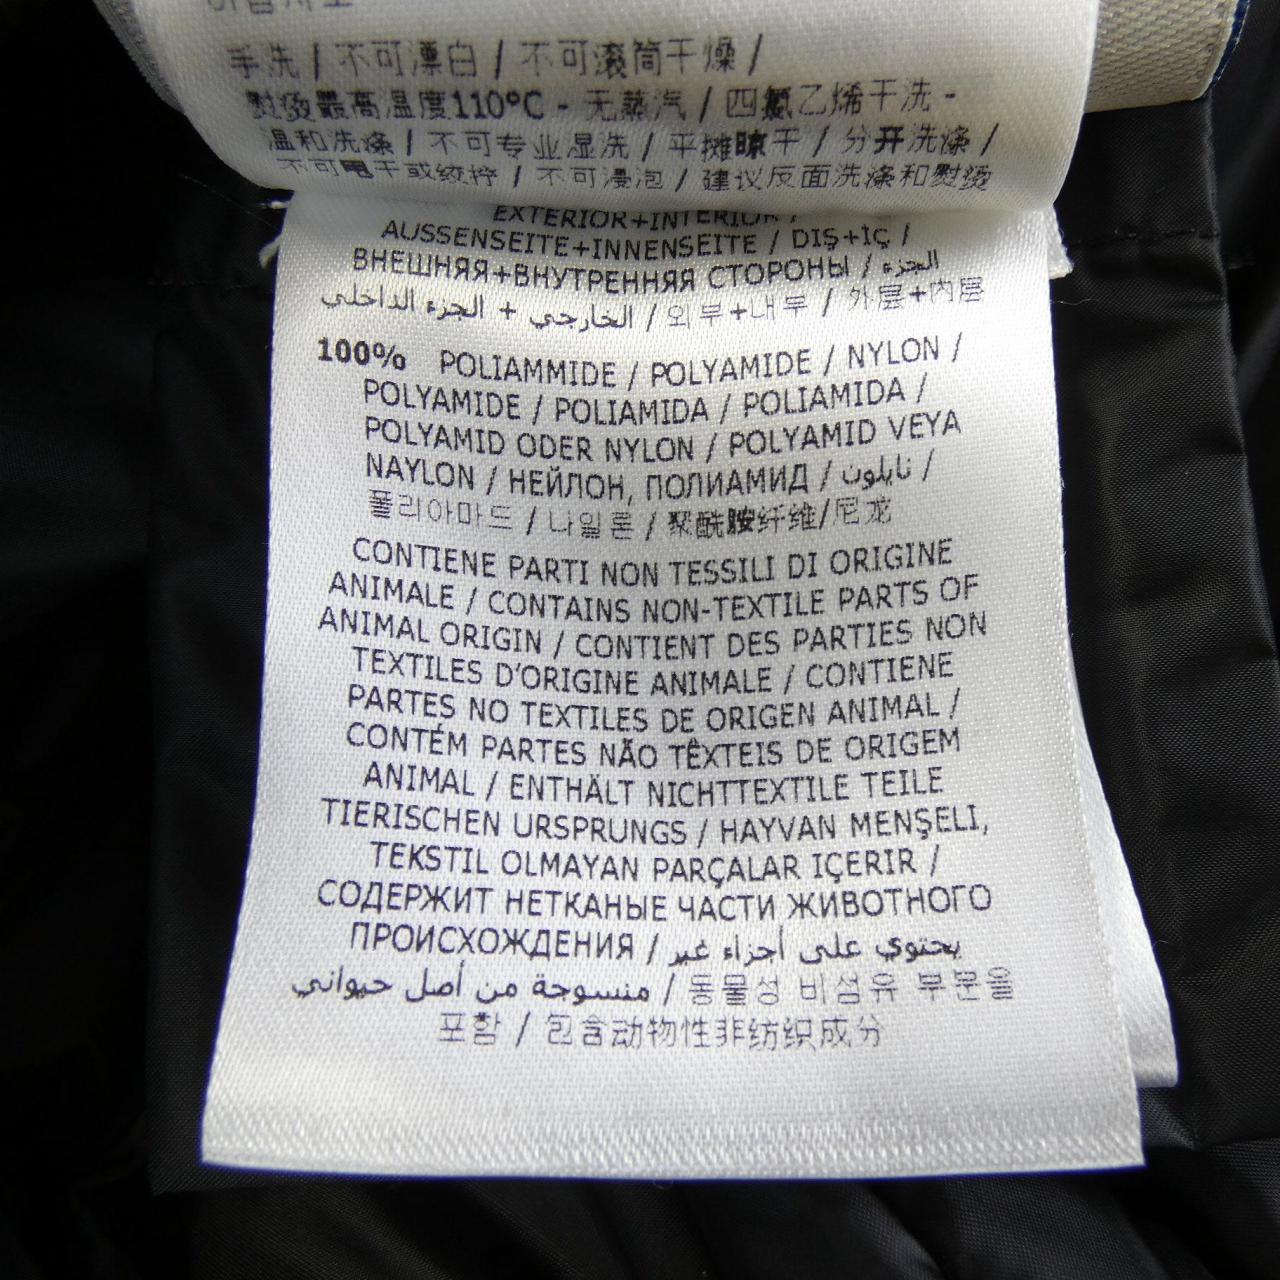 手洗 / 不可漂白 / 不可滚筒干燥 /
熨烫最高温度110°C - 无蒸汽 / 四氯乙烯干洗 -
温和洗涤 / 不可专业湿洗 / 平摊晾干 / 分开洗涤 /
不可電干或绞拧 / 不可浸泡 / 建议反面洗涤和熨烫
EXTERIOR+INTERIOR /
AUSSENSEITE+INNENSEITE / DIŞ+İÇ /
ВНЕШНЯЯ+ВНУТРЕННЯЯ СТОРОНЫ / الجزء
الخارجي + الجزء الداخلي / 외부+내부 / 外层+内层
100% POLIAMMIDE / POLYAMIDE / NYLON /
POLYAMIDE / POLIAMIDA / POLIAMIDA /
POLYAMID ODER NYLON / POLYAMID VEYA
NAYLON / НЕЙЛОН, ПОЛИАМИД / نايلون /
폴리아마드 / 나일론 / 聚酰胺纤维/尼龙
CONTIENE PARTI NON TESSILI DI ORIGINE
ANIMALE / CONTAINS NON-TEXTILE PARTS OF
ANIMAL ORIGIN / CONTIENT DES PARTIES NON
TEXTILES D'ORIGINE ANIMALE / CONTIENE
PARTES NO TEXTILES DE ORIGEN ANIMAL /
CONTÉM PARTES NÃO TÊXTEIS DE ORIGEM
ANIMAL / ENTHÄLT NICHTTEXTILE TEILE
TIERISCHEN URSPRUNGS / HAYVAN MENŞELİ,
TEKSTİL OLMAYAN PARÇALAR İÇERİR /
СОДЕРЖИТ НЕТКАНЫЕ ЧАСТИ ЖИВОТНОГО
ПРОИСХОЖДЕНИЯ / يحتوي على أجزاء غير
منسوجة من أصل حيواني / 동물성 비섬유 부분을
포함 / 包含动物性非纺织成分